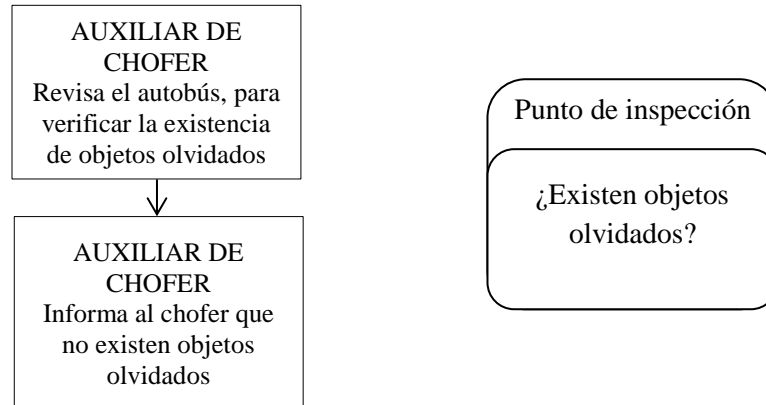 AUXILIAR DE
CHOFER
Revisa el autobús, para
verificar la existencia
de objetos olvidados
AUXILIAR DE
CHOFER
Informa al chofer que
no existen objetos
olvidados
Punto de inspección
¿Existen objetos
olvidados?